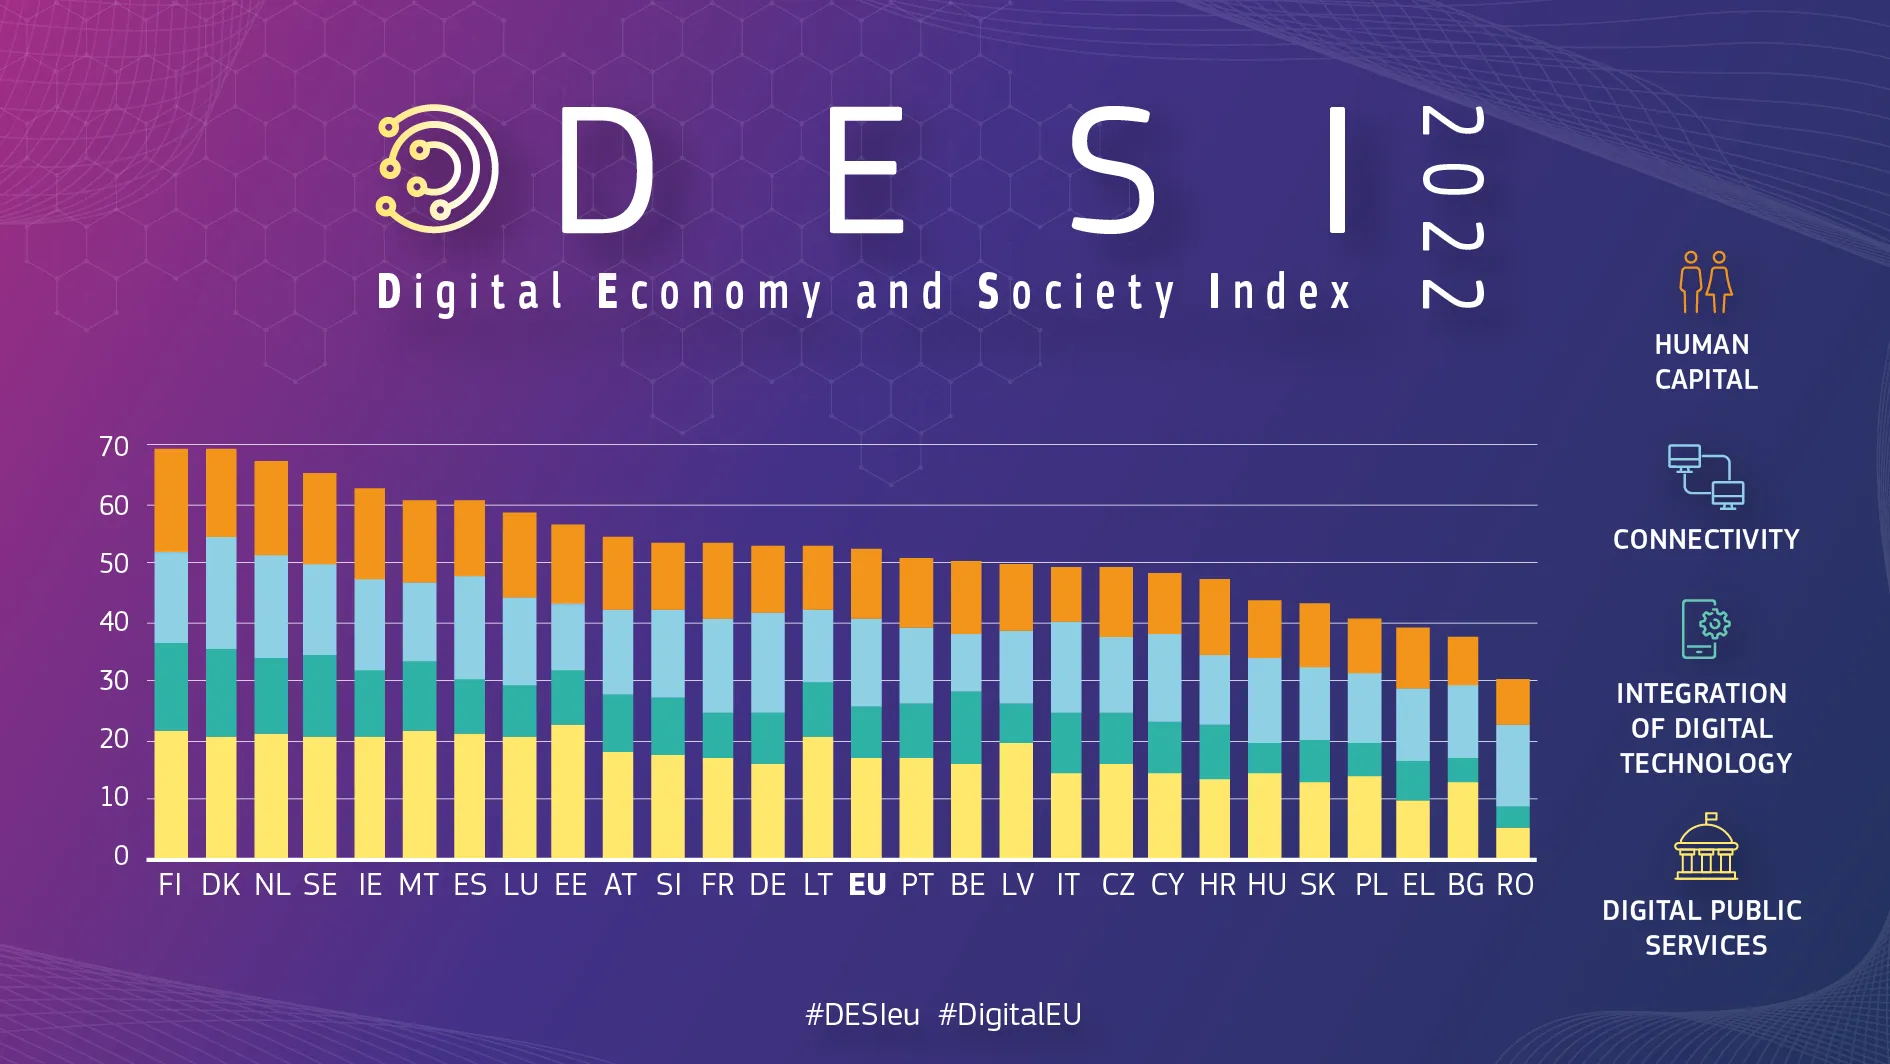 DESI
2022
Digital Economy and Society Index
HUMAN
CAPITAL
CONNECTIVITY
INTEGRATION
OF DIGITAL
TECHNOLOGY
DIGITAL PUBLIC
SERVICES
70
60
50
40
30
20
10
0
FI DK NL SE IE MT ES LU EE AT SI FR DE LT EU PT BE LV IT CZ CY HR HU SK PL EL BG RO
#DESIeu #DigitalEU